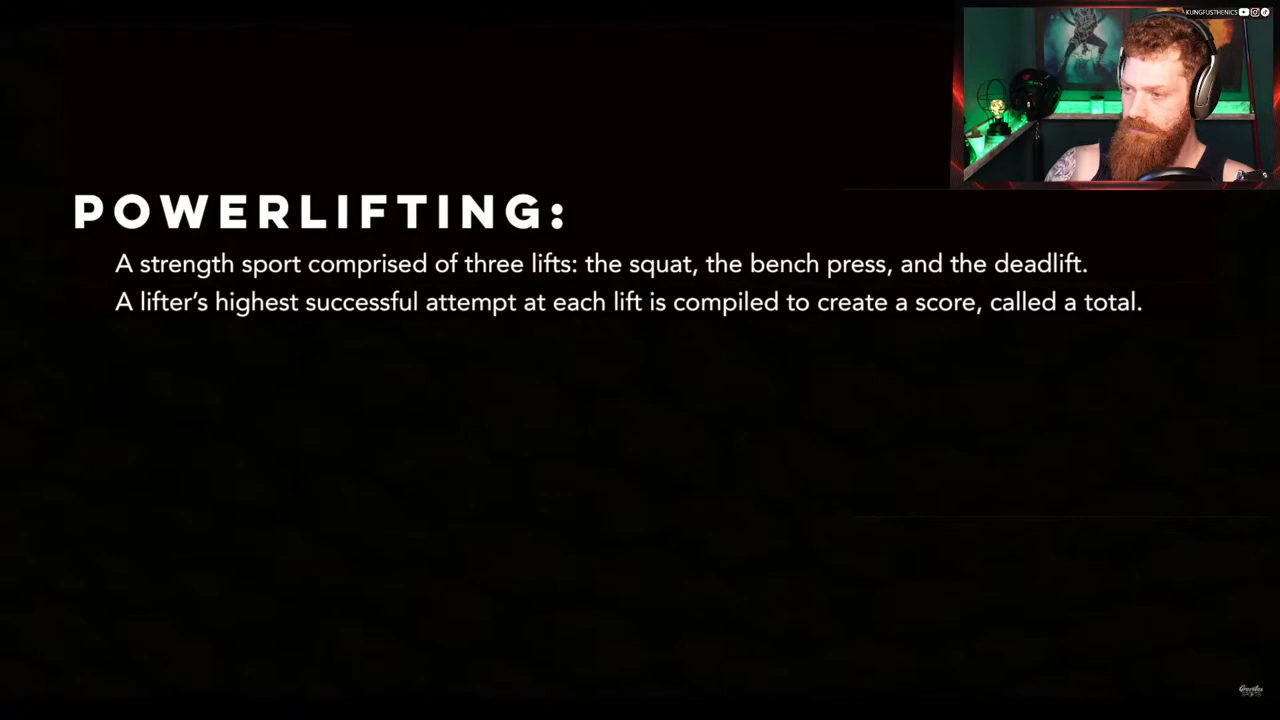 KUNGFUSTHENICS
POWERLIFTING:
A strength sport comprised of three lifts: the squat, the bench press, and the deadlift.
A lifter’s highest successful attempt at each lift is compiled to create a score, called a total.